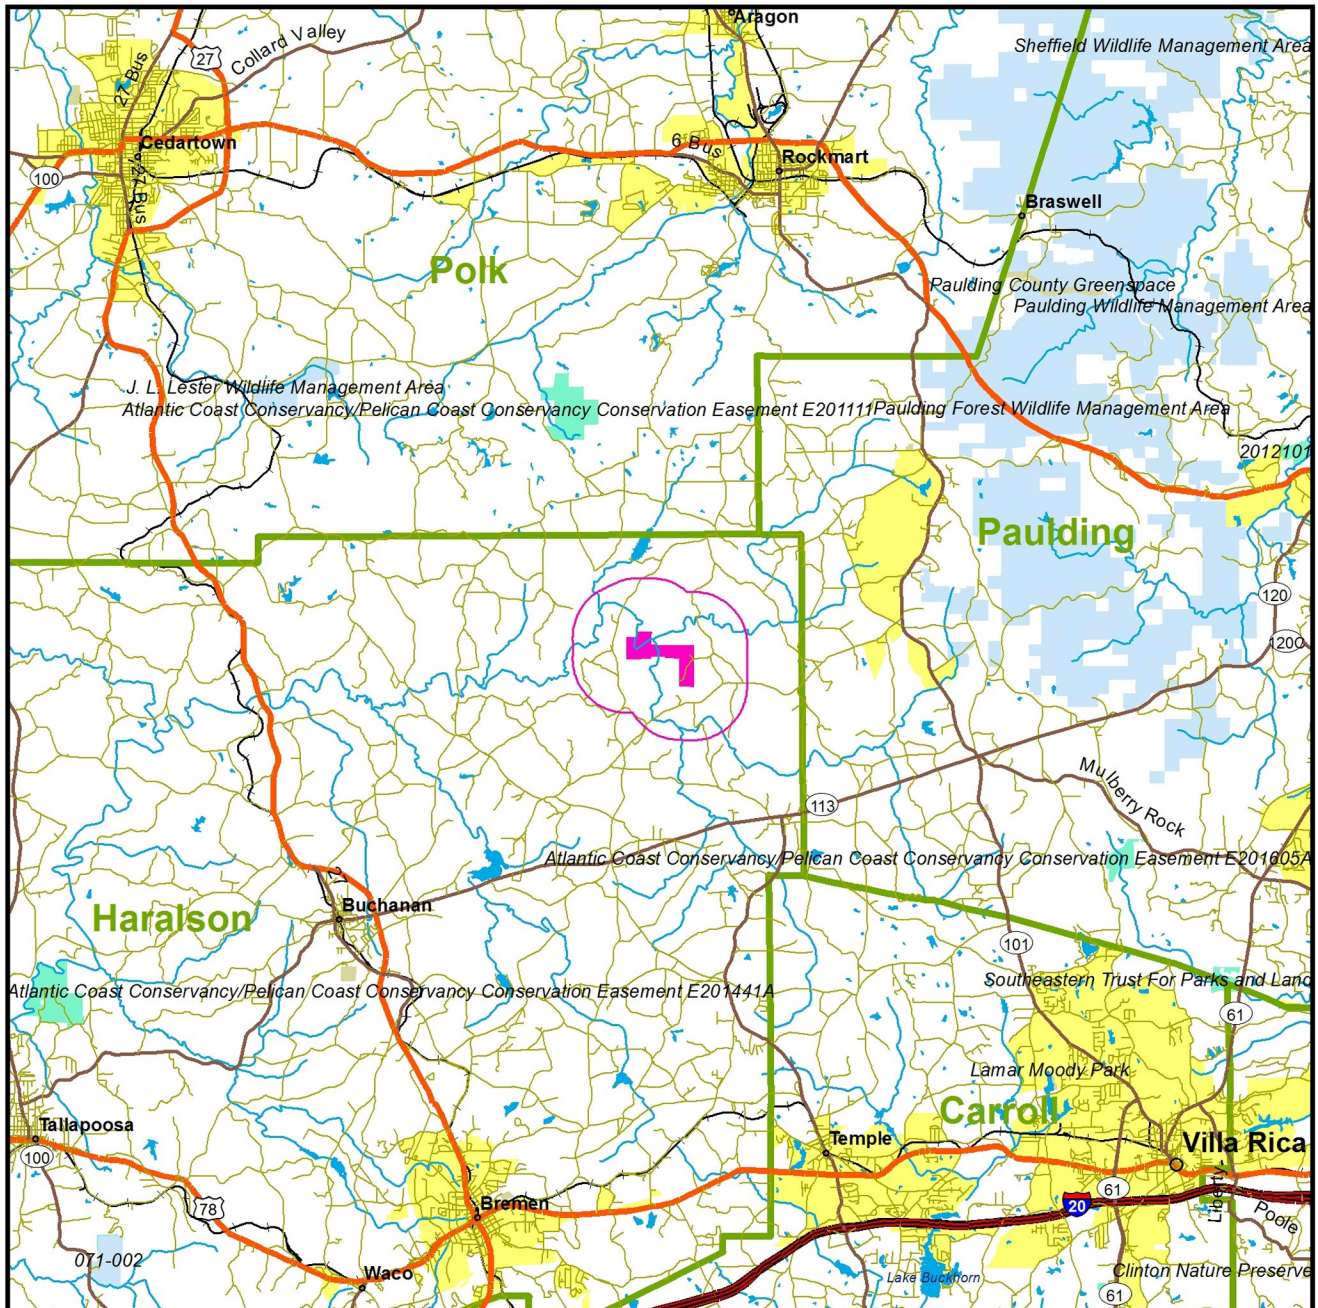 Aragon
Sheffield Wildlife Management Area
27
Collard Valley
27 Bus
Cedartown
6 Bus
Rockmart
100
27 Bus
Braswell
Polk
Paulding County Greenspace
Paulding Wildlife Management Area
J. L. Lester Wildlife Management Area
Atlantic Coast Conservancy/Pelican Coast Conservancy Conservation Easement E201111
Paulding Forest Wildlife Management Area
2012101
Paulding
120
120C
Mulberry Rock
113
Atlantic Coast Conservancy/Pelican Coast Conservancy Conservation Easement E201605A
27
Buchanan
Haralson
101
Southeastern Trust For Parks and Land
Atlantic Coast Conservancy/Pelican Coast Conservancy Conservation Easement E201441A
61
Lamar Moody Park
Carroll
Tallapoosa
Temple
Villa Rica
100
61
78
Bremen
20
Liberty
Poole
071-002
Waco
Lake Buckhorn
Clinton Nature Preserve
61